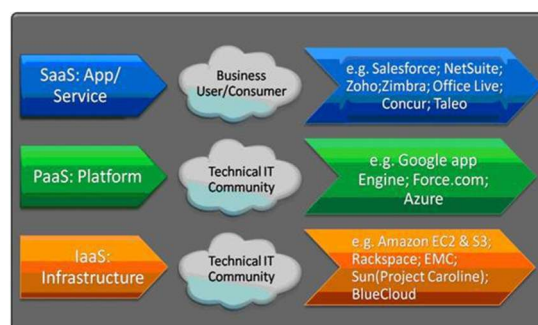 SaaS: App/
Service
Business
User/Consumer
e.g. Salesforce; NetSuite;
Zoho;Zimbra; Office Live;
Concur; Taleo
PaaS: Platform
Technical IT
Community
e.g. Google app
Engine; Force.com;
Azure
IaaS:
Infrastructure
Technical IT
Community
e.g. Amazon EC2 & S3;
Rackspace; EMC;
Sun(Project Caroline);
BlueCloud